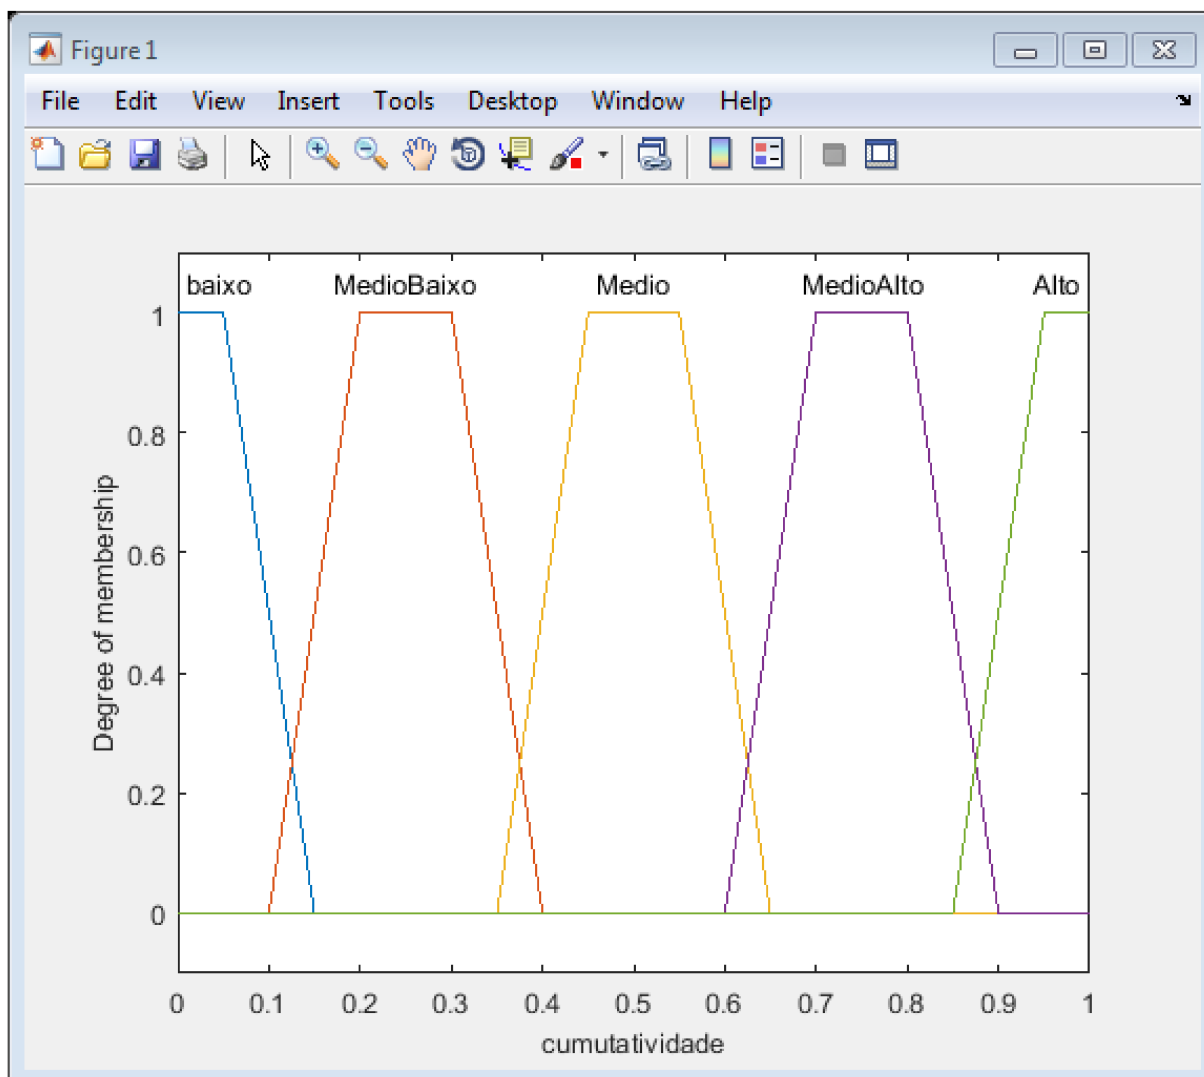 Figure 1
File Edit View Insert Tools Desktop Window Help
baixo MedioBaixo Medio MedioAlto Alto
1
0.8
0.6
0.4
0.2
0
Degree of membership
0 0.1 0.2 0.3 0.4 0.5 0.6 0.7 0.8 0.9 1
cumutatividade